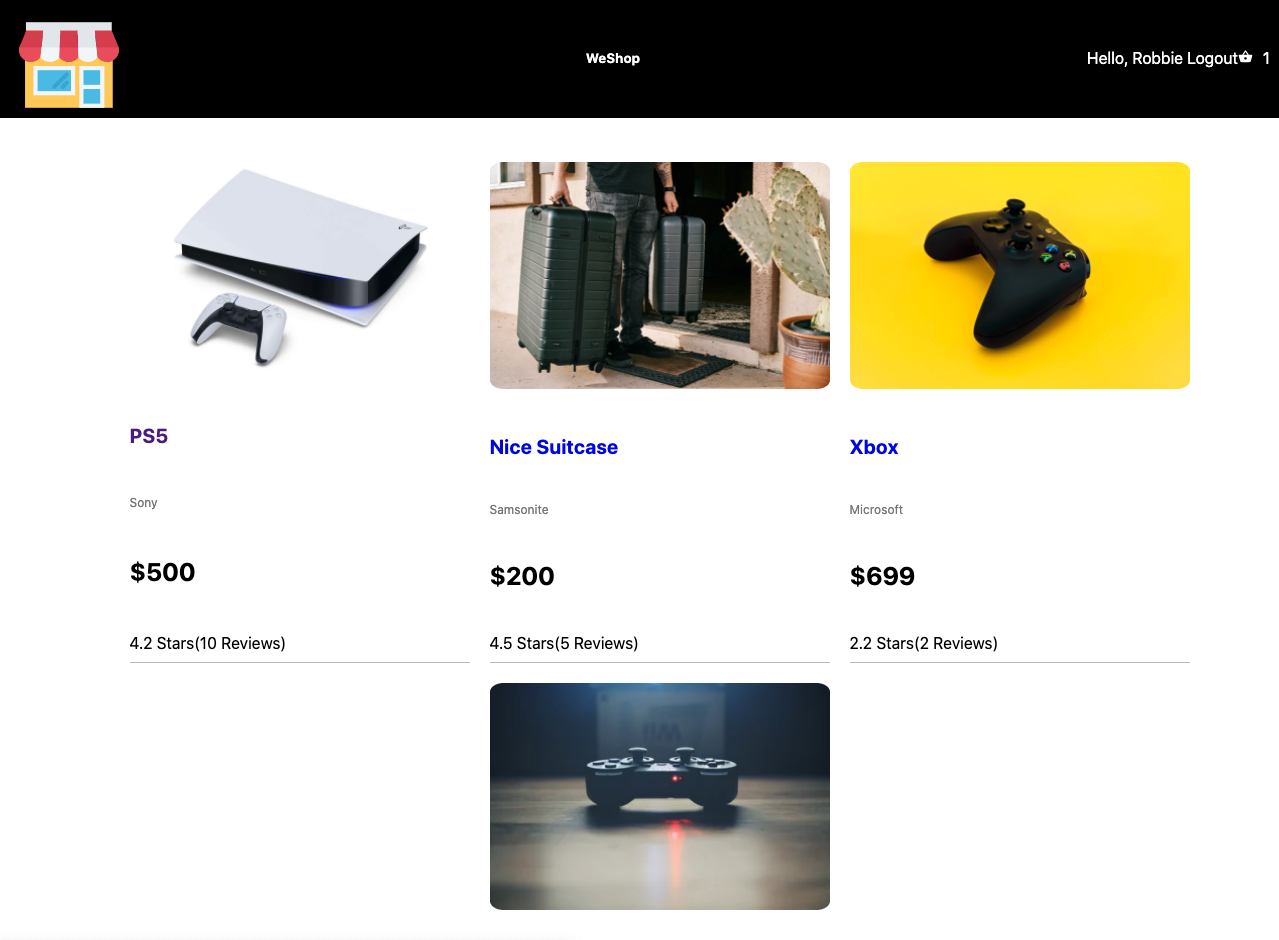 WeShop
Hello, Robbie Logout 1
PS5
Sony
$500
4.2 Stars(10 Reviews)
Nice Suitcase
Samsonite
$200
4.5 Stars(5 Reviews)
Xbox
Microsoft
$699
2.2 Stars(2 Reviews)